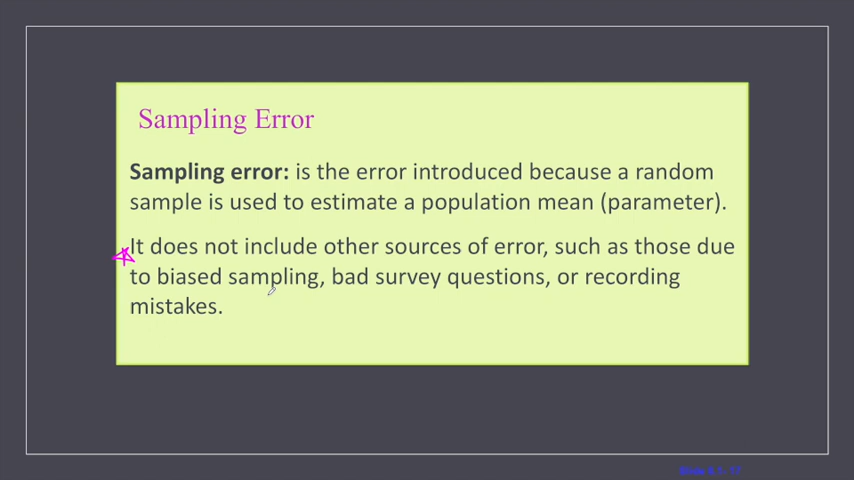 Sampling Error
Sampling error: is the error introduced because a random
sample is used to estimate a population mean (parameter).
It does not include other sources of error, such as those due
to biased sampling, bad survey questions, or recording
mistakes.